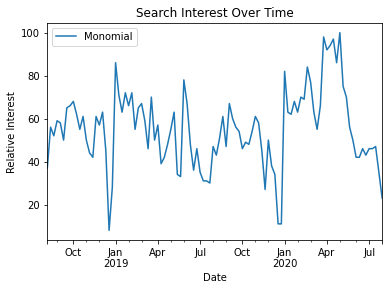 Search Interest Over Time
Monomial
Relative Interest
100
80
60
40
20
Oct
Jan
2019
Apr
Jul
Oct
Jan
2020
Apr
Jul
Date